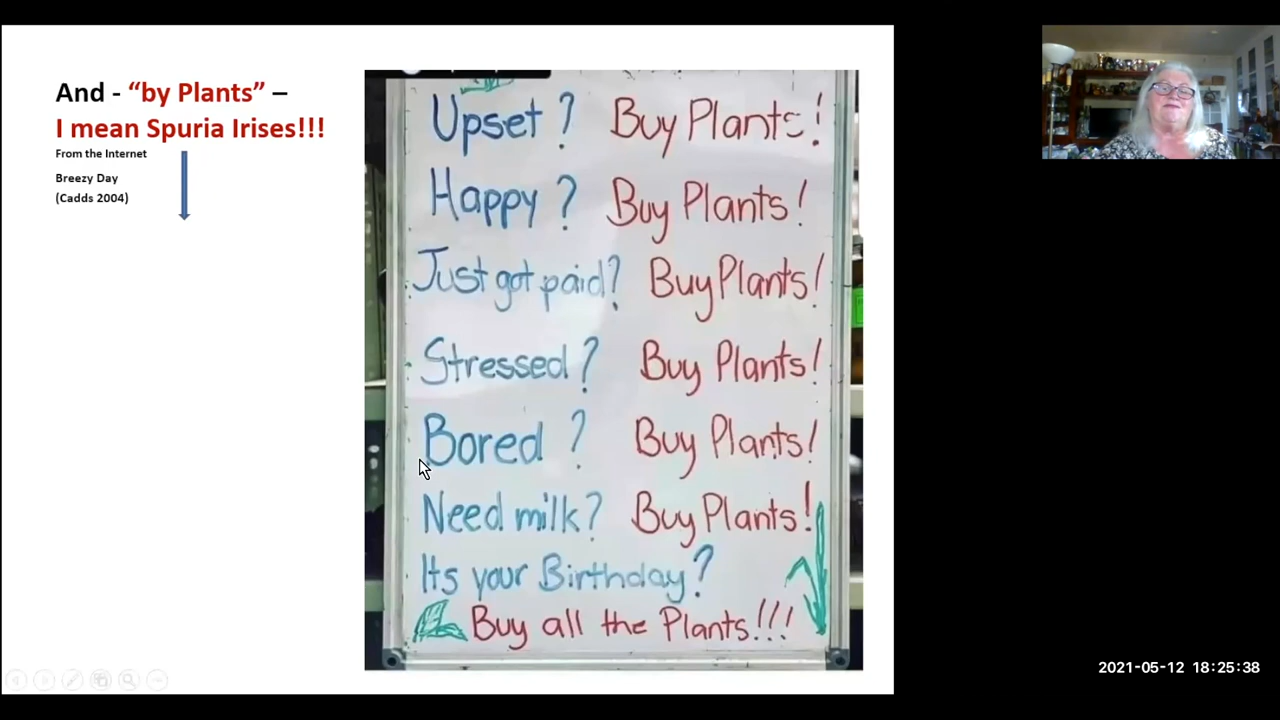 And - “by Plants” –
I mean Spuria Irises!!!
From the Internet
Breezy Day
(Cadds 2004)
Upset ? Buy Plants!
Happy ? Buy Plants!
Just got paid? Buy Plants!
Stressed? Buy Plants!
Bored ? Buy Plants!
Need milk? Buy Plants!
Its your Birthday?
Buy all the Plants!!!
2021-05-12 18:25:38